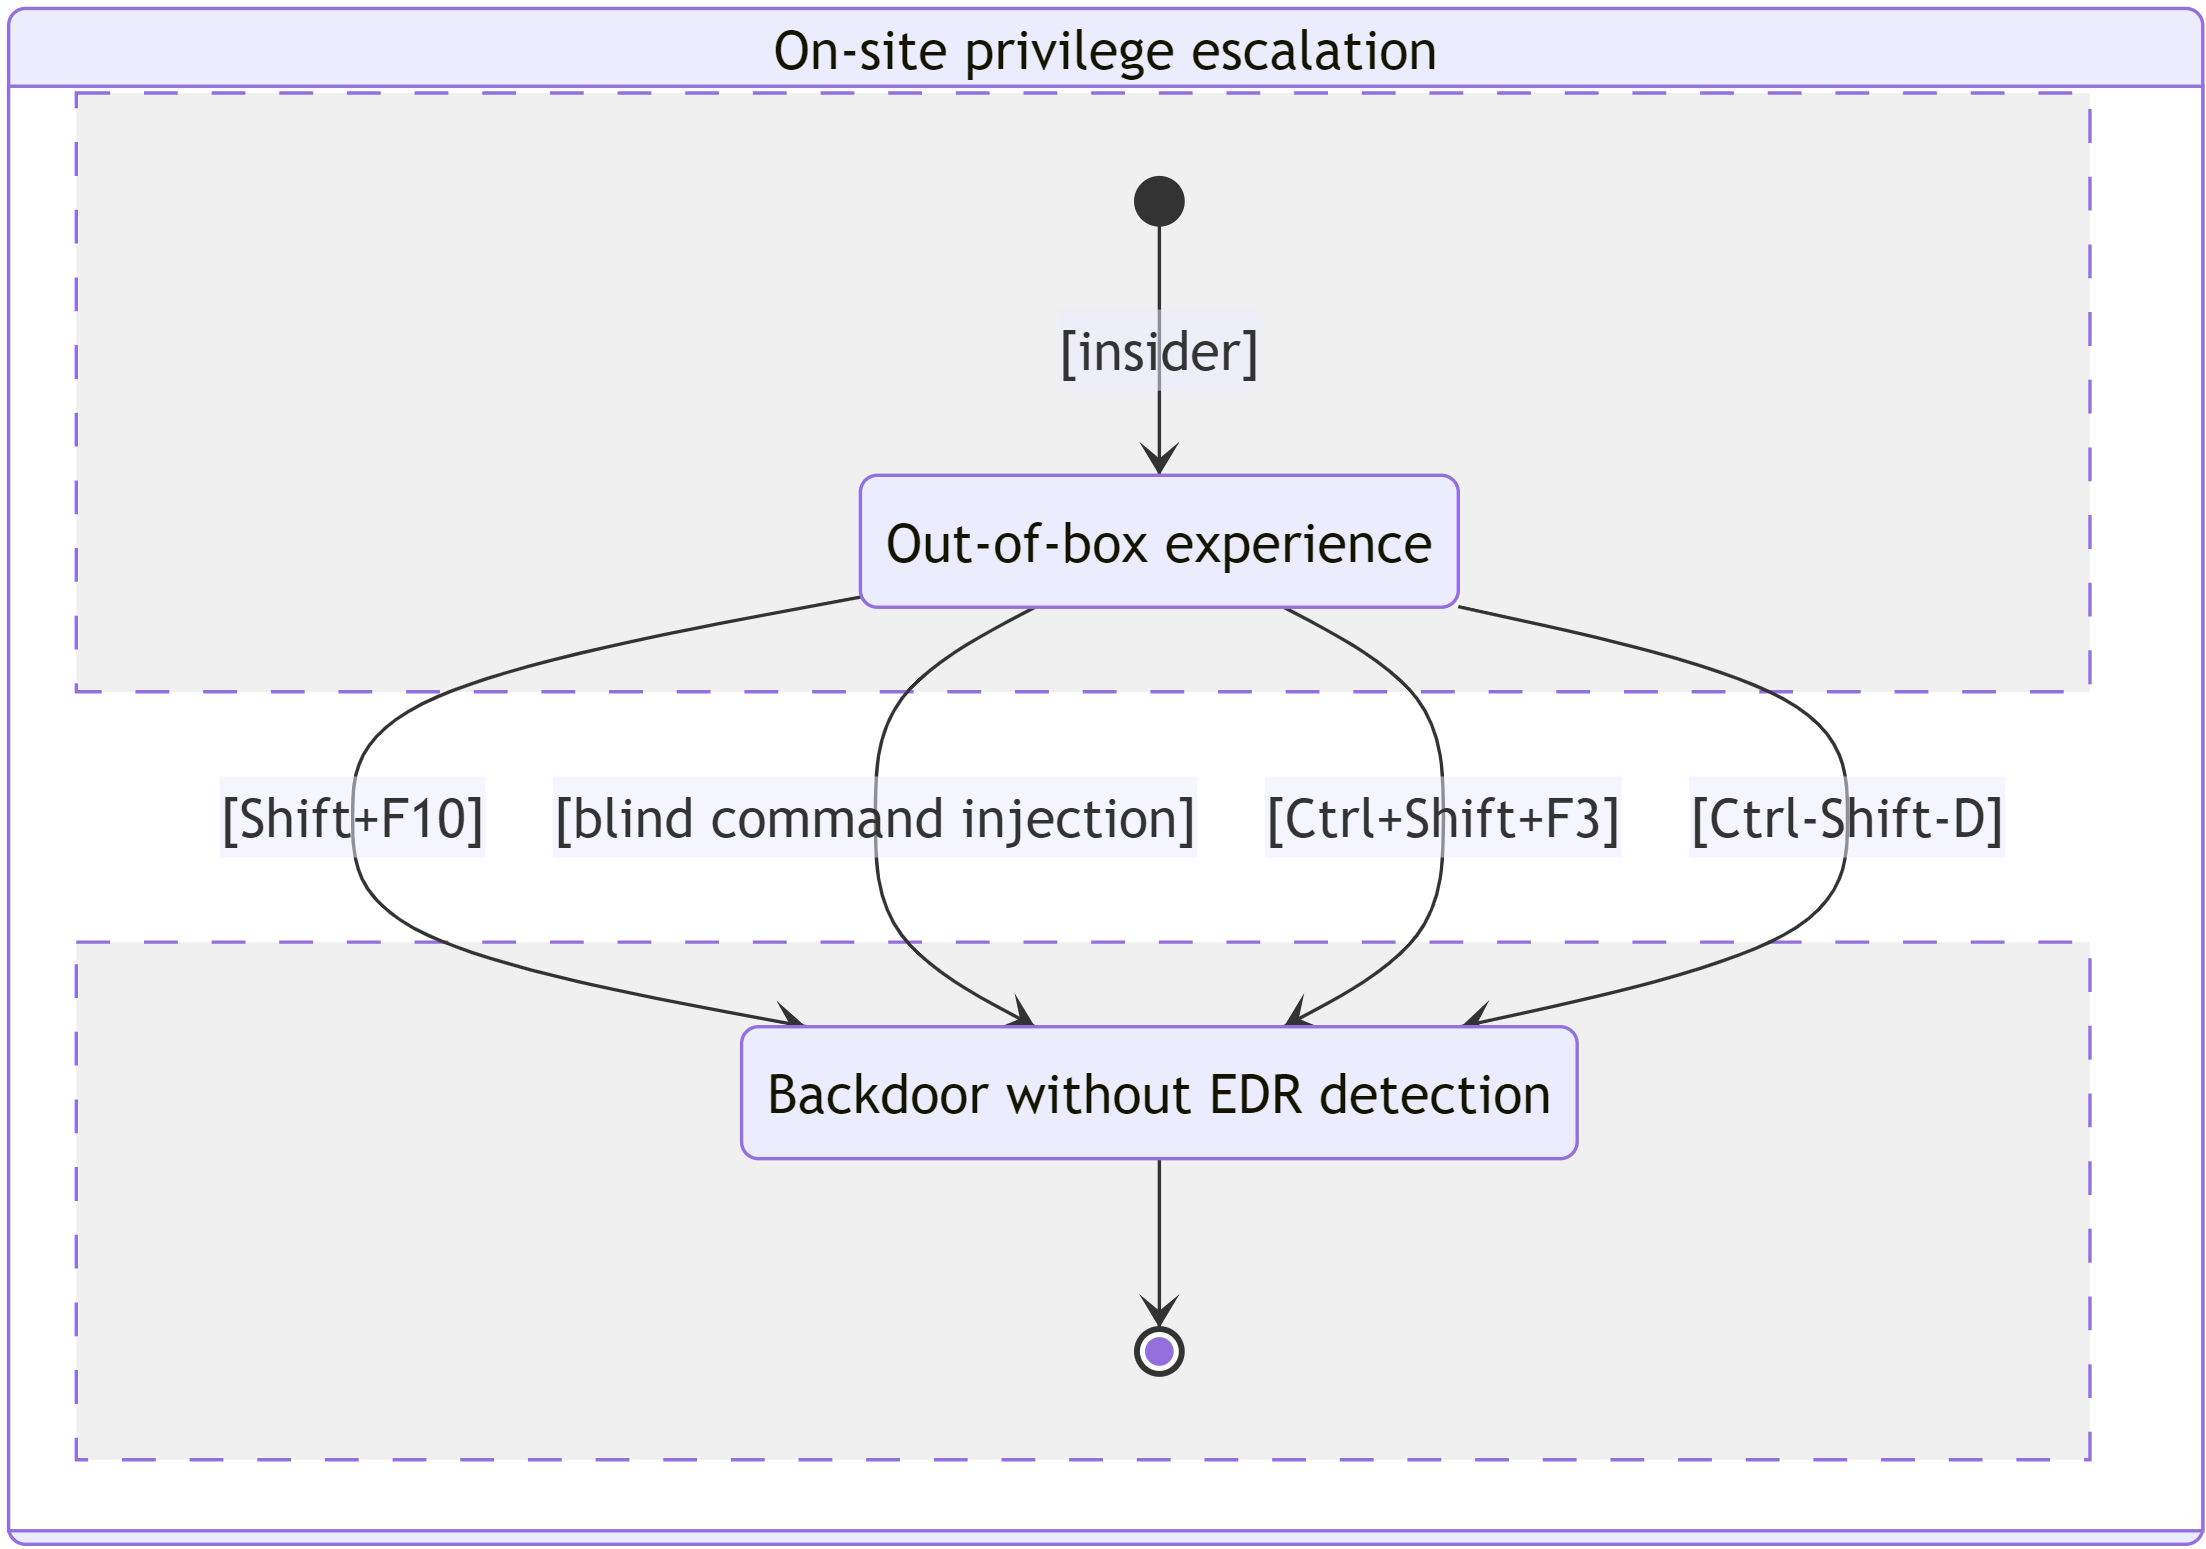 On-site privilege escalation
[insider]
Out-of-box experience
[Shift+F10]
[blind command injection]
[Ctrl+Shift+F3]
[Ctrl-Shift-D]
Backdoor without EDR detection